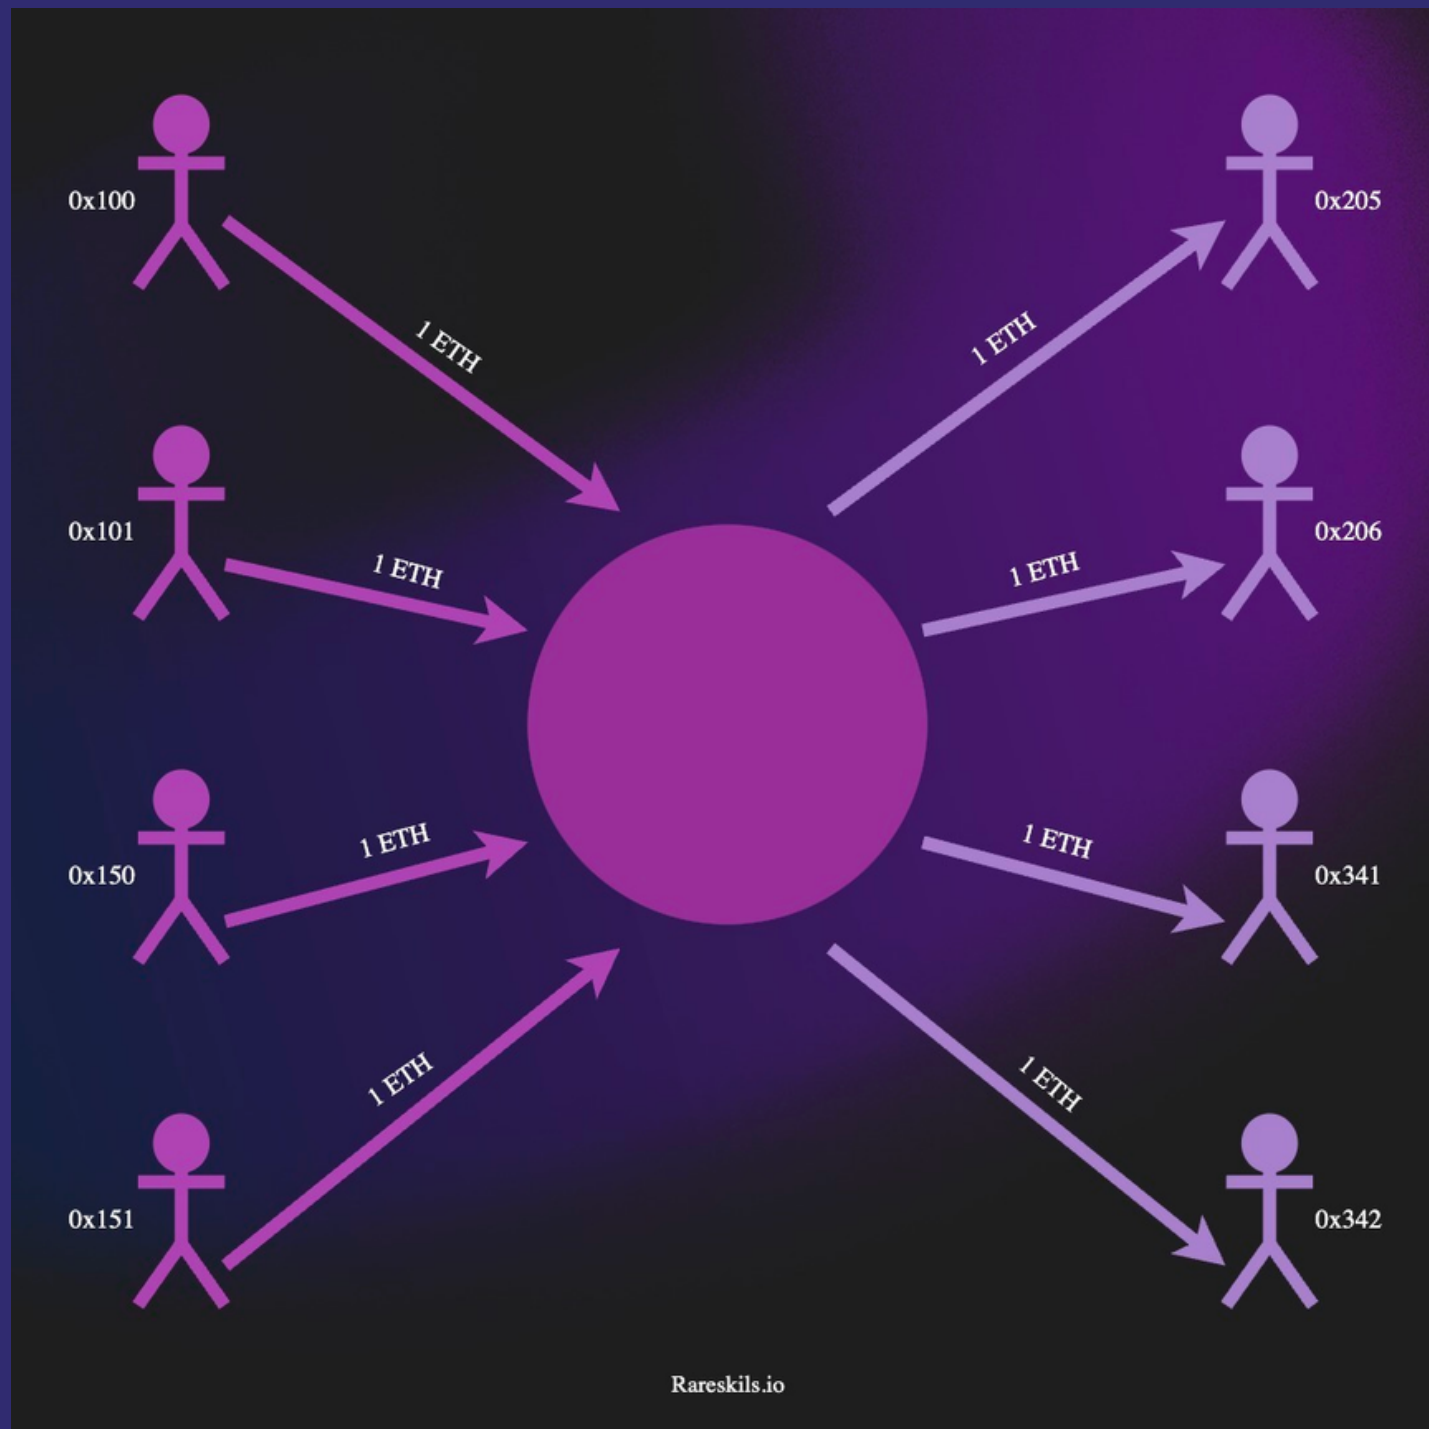 0x100
0x205
1 ETH
1 ETH
0x101
0x206
1 ETH
1 ETH
1 ETH
1 ETH
0x150
0x341
1 ETH
1 ETH
0x151
0x342
Rareskils.io